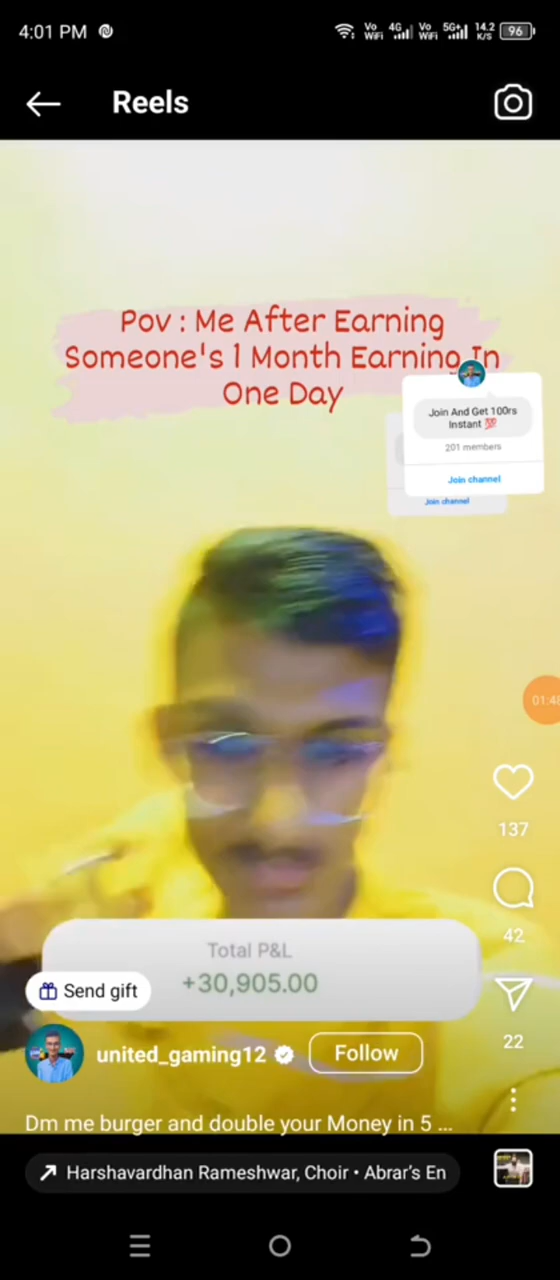 4:01 PM
Vo WiFi 4G Vo WiFi 5G+ 14.2 K/S 96
Reels
Pov : Me After Earning
Someone's 1 Month Earning In
One Day
Join And Get 100rs
Instant 💯
201 members
Join channel
Join channel
01:48
137
42
Total P&L
+30,905.00
Send gift
22
united_gaming12
Follow
Dm me burger and double your Money in 5 ...
Harshavardhan Rameshwar, Choir • Abrar's En